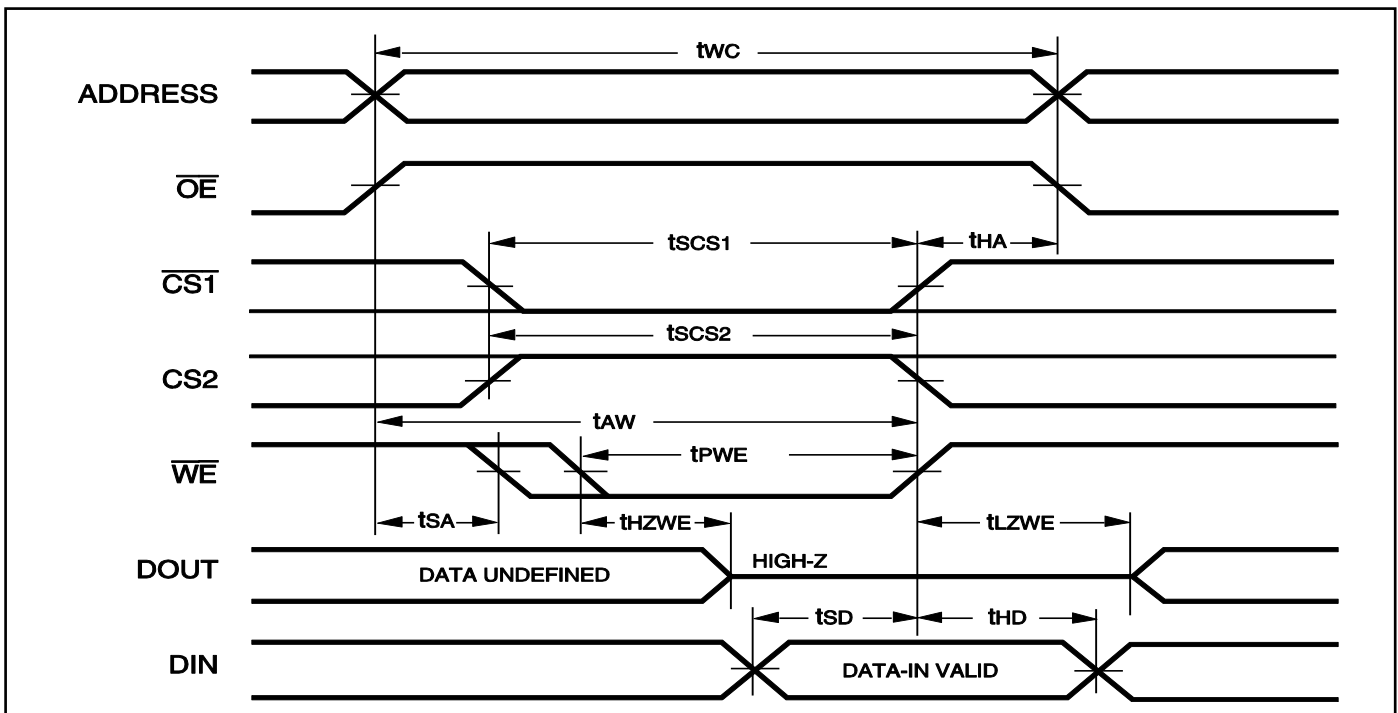 tWC
ADDRESS
OE
tSCS1
tHA
CS1
tSCS2
CS2
tAW
tPWE
WE
tSA
tHZWE
tLZWE
DOUT
DATA UNDEFINED
HIGH-Z
tSD
tHD
DIN
DATA-IN VALID